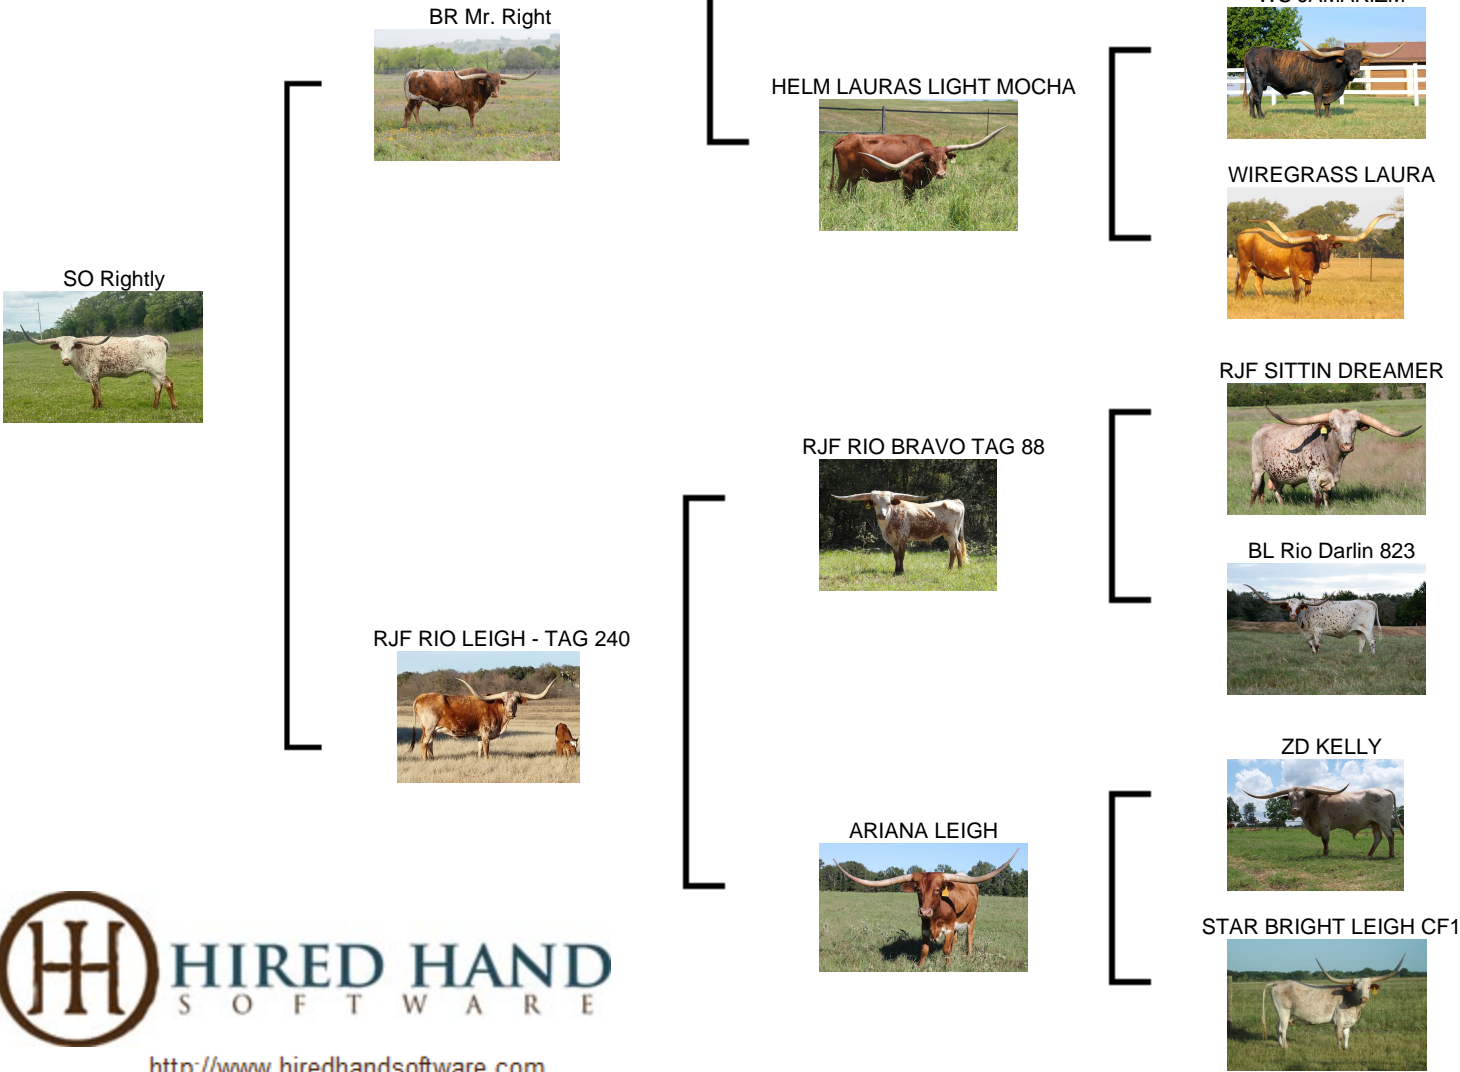 BR Mr. Right
HELM LAURAS LIGHT MOCHA
WIREGRASS LAURA
SO Rightly
RJF SITTIN DREAMER
RJF RIO BRAVO TAG 88
BL Rio Darlin 823
RJF RIO LEIGH - TAG 240
ZD KELLY
ARIANA LEIGH
STAR BRIGHT LEIGH CF1
HIRED HAND
SOFTWARE
http://www.hiredhandsoftware.com